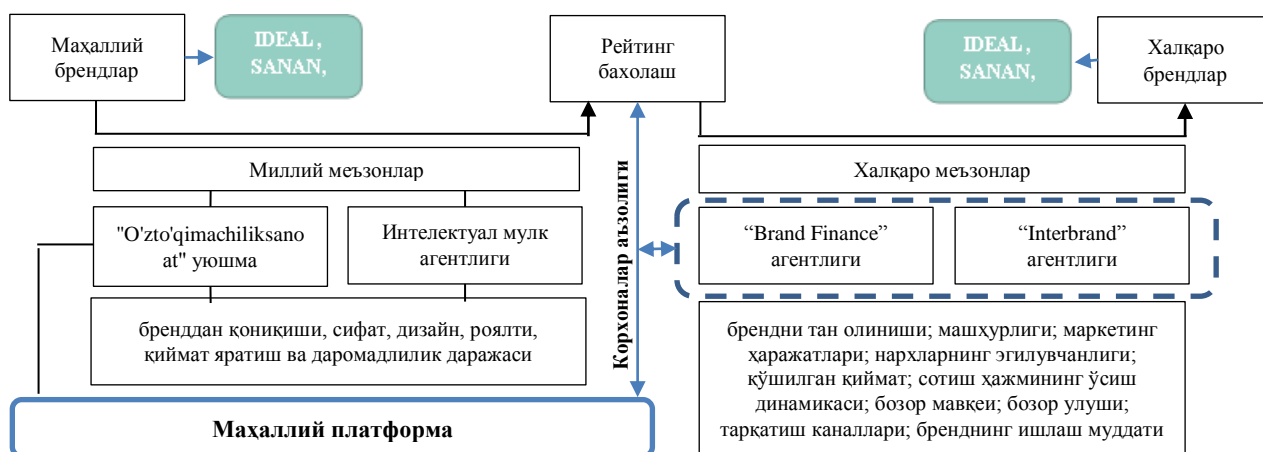 Маҳаллий
брендлар
IDEAL ,
SANAN,
Рейтинг
бахолаш
IDEAL ,
SANAN,
Халқаро
брендлар
Миллий меъзонлар
Халқаро меъзонлар
"O'zto'qimachiliksano
at" уюшма
Интелектуал мулк
агентлиги
Корхоналар аъзолиги
“Brand Finance”
агентлиги
“Interbrand”
агентлиги
бренддан қониқиши, сифат, дизайн, роялти,
қиймат яратиш ва даромадлилик даражаси
брендни тан олиниши; машҳурлиги; маркетинг
ҳаражатлари; нархларнинг эгилувчанлиги;
қўшилган қиймат; сотиш ҳажмининг ўсиш
динамикаси; бозор мавқеи; бозор улуши;
тарқатиш каналлари; бренднинг ишлаш муддати
Маҳаллий платформа